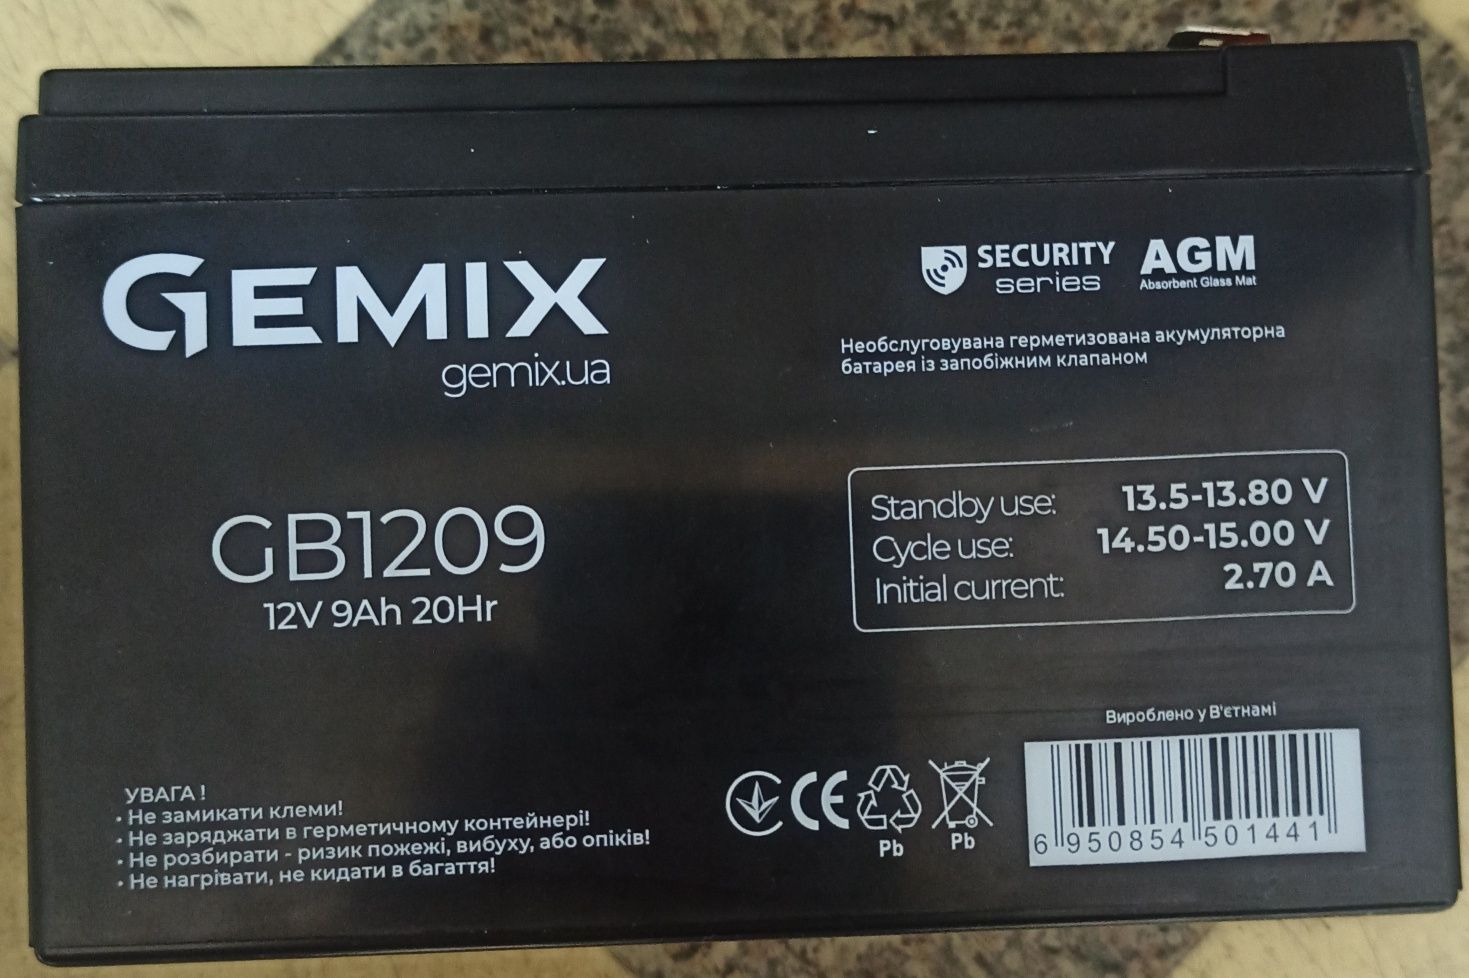 GEMIX
gemix.ua
SECURITY
series
AGM
Absorbent Glass Mat
Необслуговувана герметизована акумуляторна
батарея із запобіжним клапаном
GB1209
12V 9Ah 20Hr
Standby use: 13.5-13.80 V
Cycle use: 14.50-15.00 V
Initial current: 2.70 A
УВАГА !
• Не замикати клеми!
• Не заряджати в герметичному контейнері!
• Не розбирати - ризик пожежі, вибуху, або опіків!
• Не нагрівати, не кидати в багаття!
CE
Pb
Pb
Вироблено у В'єтнамі
6 950854 501441